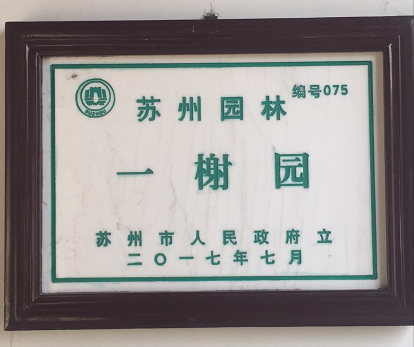 苏州园林 编号075
一榭园
苏州市人民政府立
二〇一七年七月